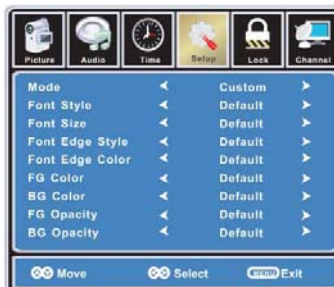 Picture Audio Time Setup Lock Channel
Mode Custom
Font Style Default
Font Size Default
Font Edge Style Default
Font Edge Color Default
FG Color Default
BG Color Default
FG Opacity Default
BG Opacity Default
Move Select MENU Exit